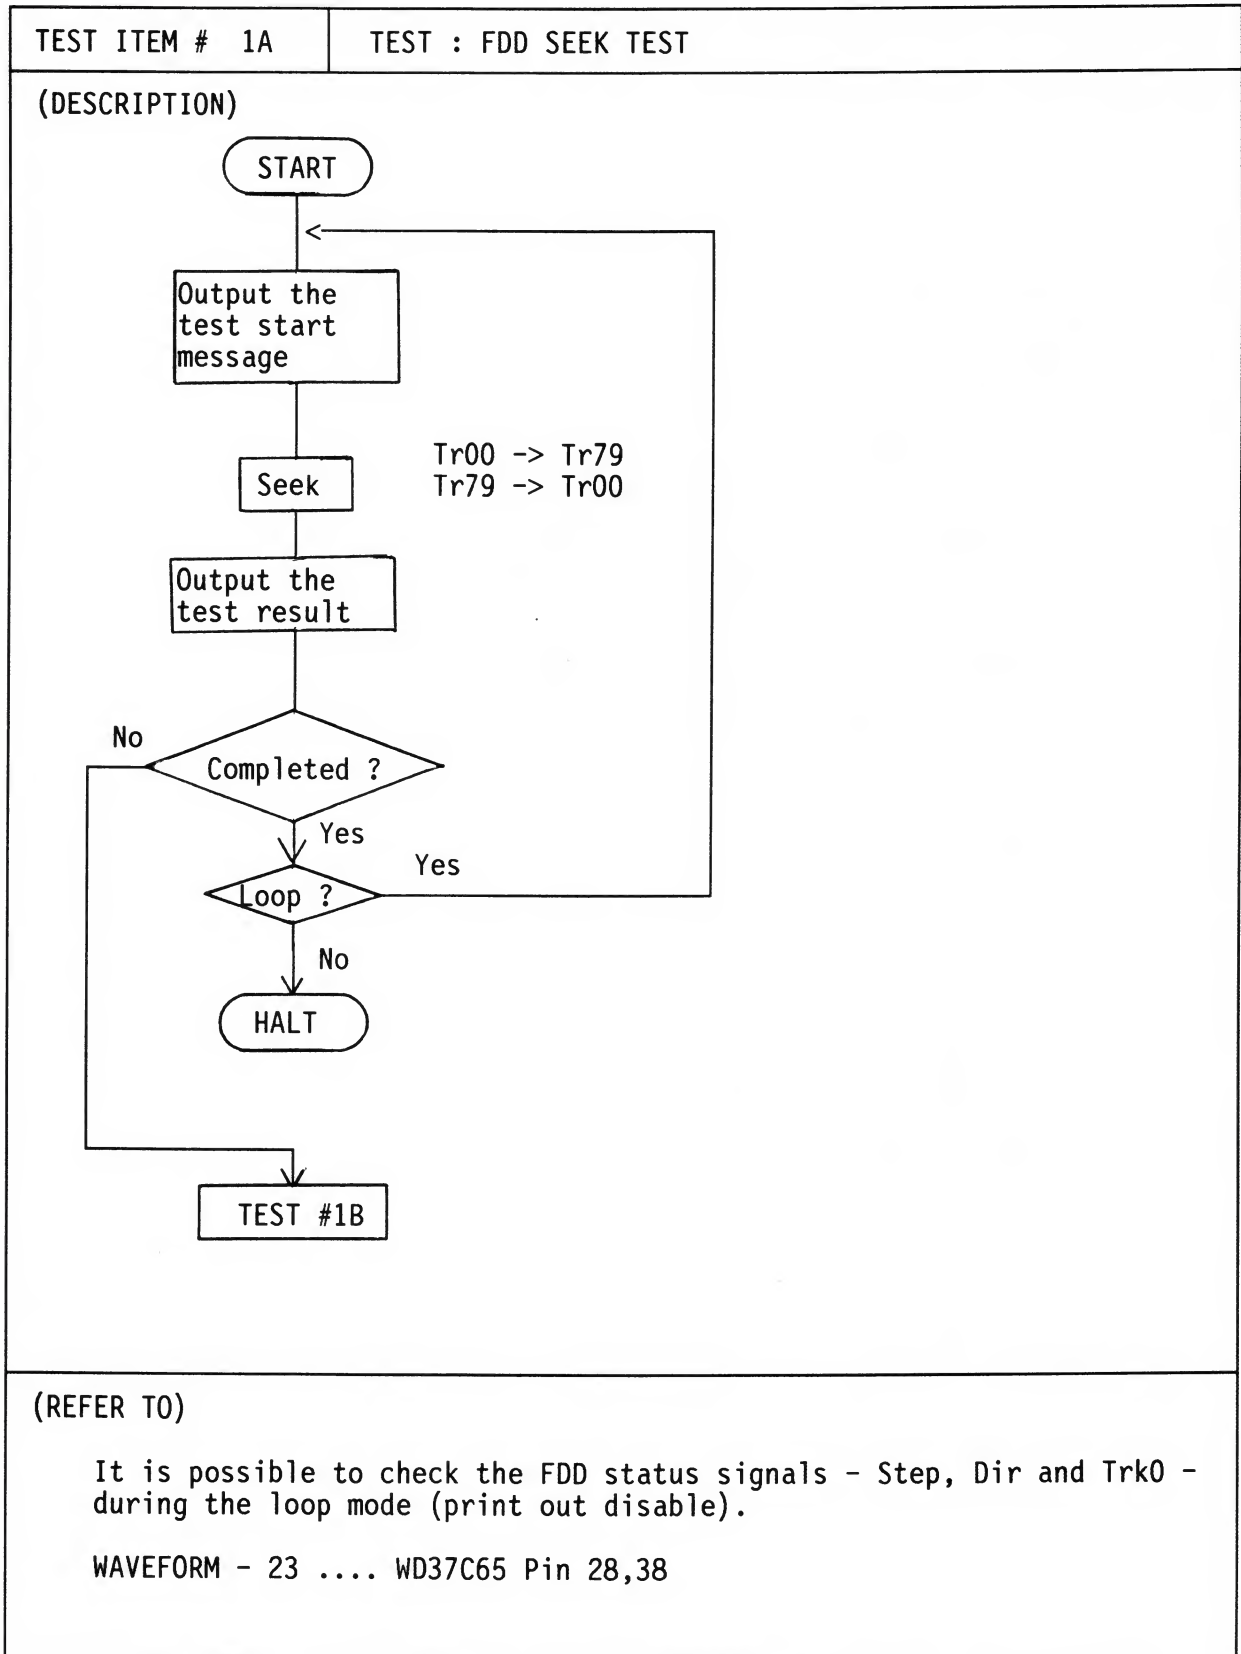 TEST ITEM # 1A
TEST : FDD SEEK TEST
(DESCRIPTION)
START
<
Output the
test start
message
Tr00 -> Tr79
Seek
Tr79 -> Tr00
Output the
test result
No
Completed ?
Yes
Yes
Loop ?
No
HALT
TEST #1B
(REFER TO)
It is possible to check the FDD status signals - Step, Dir and Trk0 -
during the loop mode (print out disable).
WAVEFORM - 23 .... WD37C65 Pin 28,38